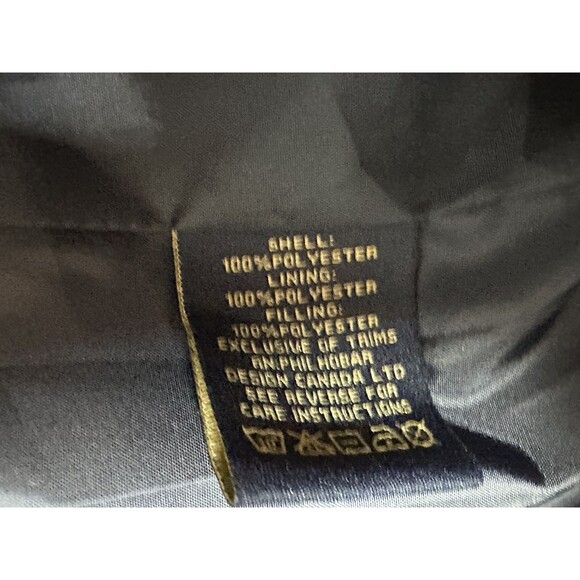 SHELL:
100%POLYESTER
LINING:
100%POLYESTER
FILLING:
100%POLYESTER
EXCLUSIVE OF TRIMS
RN:PHIL MOBAR
DESIGN CANADA LTD
SEE REVERSE FOR
CARE INSTRUCTIONS